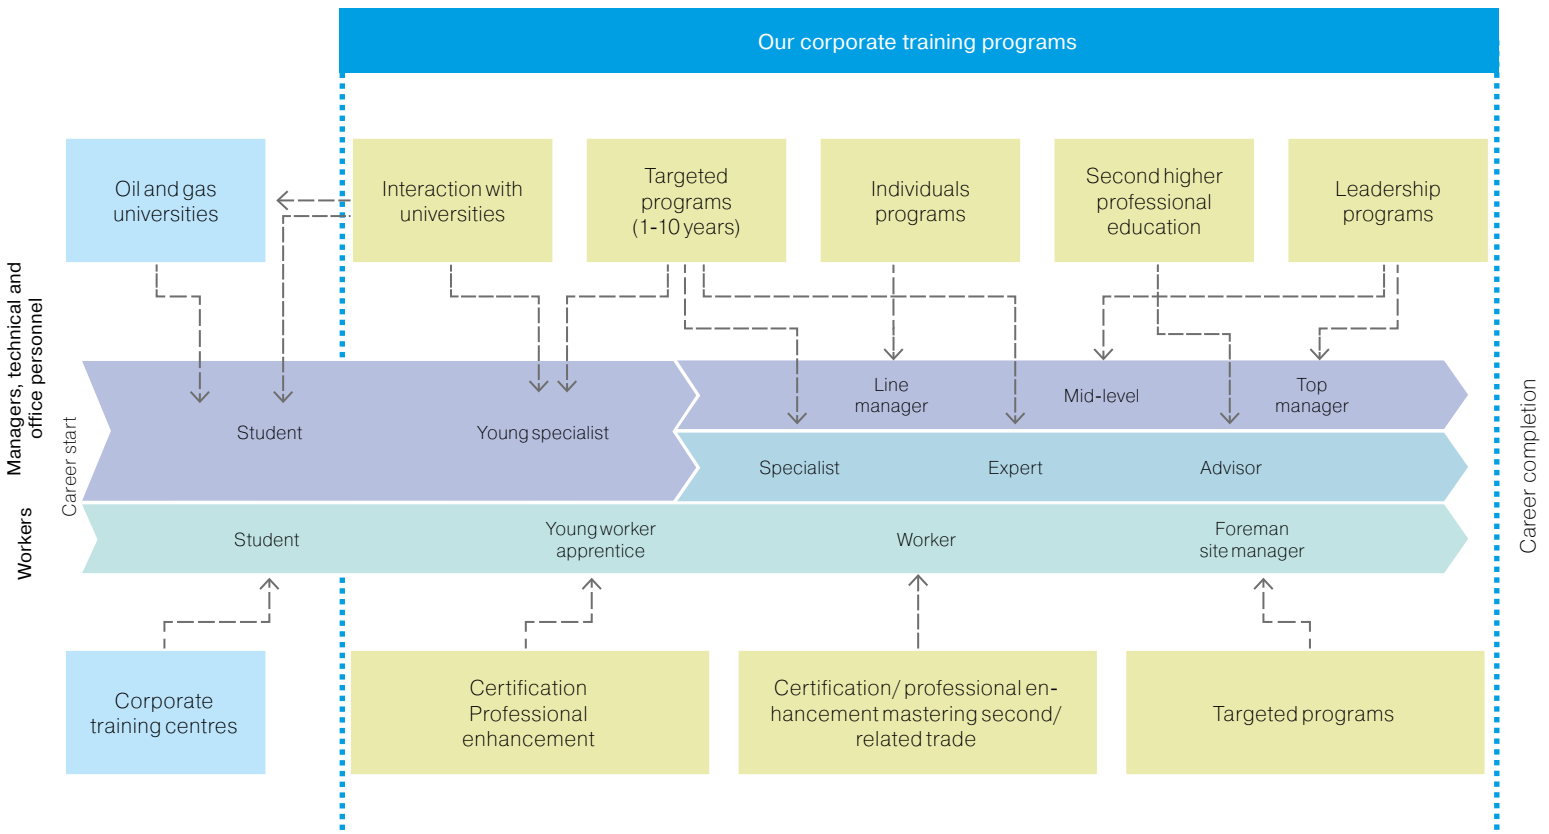 Our corporate training programs
Oil and gas
universities
Interaction with
universities
Targeted
programs
(1-10 years)
Individuals
programs
Second higher
professional
education
Leadership
programs
Managers, technical and
office personnel
Workers
Career start
Career completion
Student
Young specialist
Line
manager
Mid-level
Top
manager
Specialist
Expert
Advisor
Student
Young worker
apprentice
Worker
Foreman
site manager
Corporate
training centres
Certification
Professional
enhancement
Certification/ professional en-
hancement mastering second/
related trade
Targeted programs